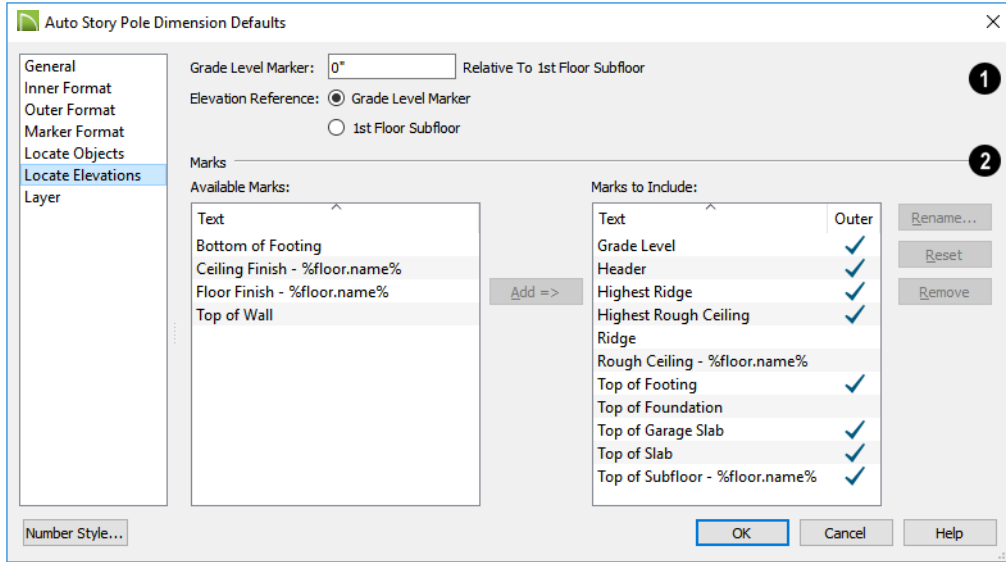 Auto Story Pole Dimension Defaults
General
Inner Format
Outer Format
Marker Format
Locate Objects
Locate Elevations
Layer
Grade Level Marker: 0" Relative To 1st Floor Subfloor
1
Elevation Reference: Grade Level Marker
1st Floor Subfloor
Marks
2
Available Marks:
Text
Bottom of Footing
Ceiling Finish - %floor.name%
Floor Finish - %floor.name%
Top of Wall
Add =>
Marks to Include:
Text Outer
Grade Level
Header
Highest Ridge
Highest Rough Ceiling
Ridge
Rough Ceiling - %floor.name%
Top of Footing
Top of Foundation
Top of Garage Slab
Top of Slab
Top of Subfloor - %floor.name%
Rename...
Reset
Remove
Number Style...
OK
Cancel
Help